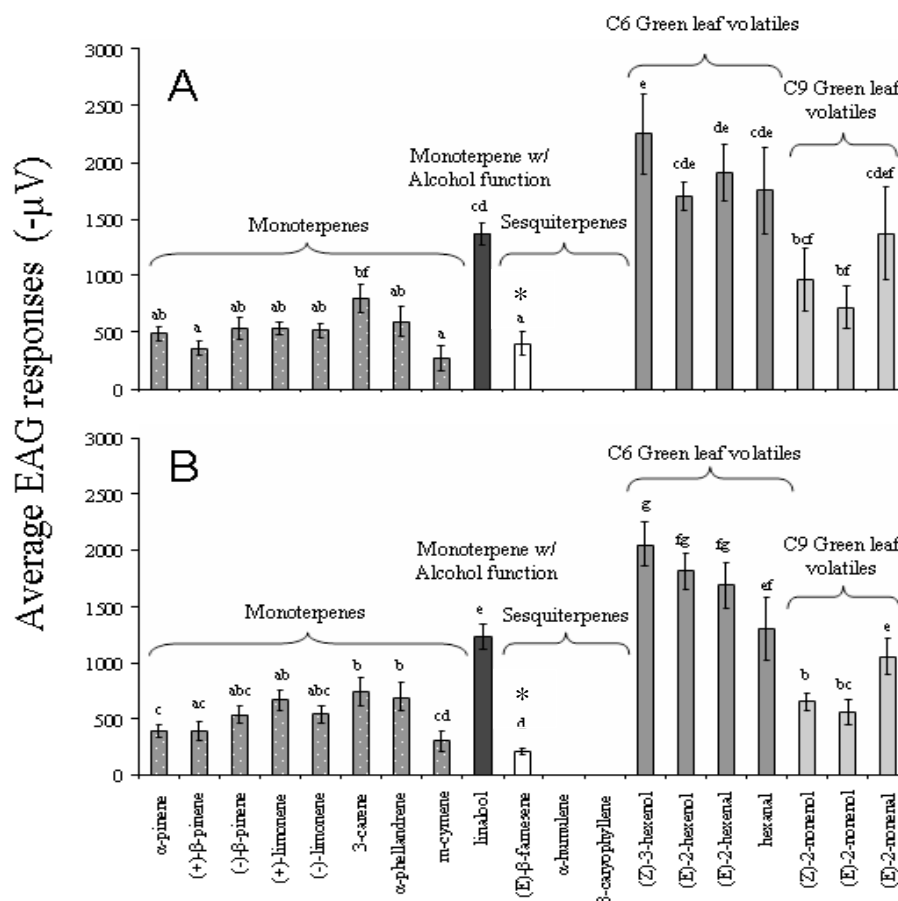 Average EAG responses (-µV)
C6 Green leaf volatiles
3000
A
C9 Green leaf
volatiles
e
2500
de
cde
cde
Monoterpene w/
Alcohol function
2000
cdef
cd
Sesquiterpenes
1500
Monoterpenes
bcf
bf
1000
bf
ab
a
ab
ab
ab
ab
a
*
a
500
0
3000
B
C6 Green leaf volatiles
2500
g
fg
fg
C9 Green leaf
volatiles
Monoterpene w/
Alcohol function
2000
ef
e
Sesquiterpenes
1500
Monoterpenes
e
1000
b
bc
c
ac
abc
ab
abc
b
b
cd
*
d
500
0
α-pinene
(+)-β-pinene
(-)-β-pinene
(+)-limonene
(-)-limonene
3-carene
α-phellandrene
m-cymene
linalool
(E)-β-farnesene
α-humulene
β-caryophyllene
(Z)-3-hexenol
(E)-2-hexenol
(E)-2-hexenal
hexanal
(Z)-2-nonenol
(E)-2-nonenol
(E)-2-nonenal